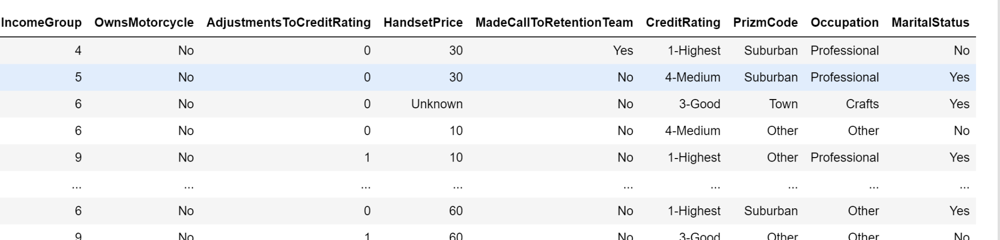 IncomeGroup OwnsMotorcycle AdjustmentsToCreditRating HandsetPrice MadeCallToRetentionTeam CreditRating PrizmCode Occupation MaritalStatus
4 No 0 30 Yes 1-Highest Suburban Professional No
5 No 0 30 No 4-Medium Suburban Professional Yes
6 No 0 Unknown No 3-Good Town Crafts Yes
6 No 0 10 No 4-Medium Other Other No
9 No 1 10 No 1-Highest Other Professional Yes
... ... ... ... ... ... ... ... ...
6 No 0 60 No 1-Highest Suburban Other Yes
9 No 1 60 No 3-Good Other Other No